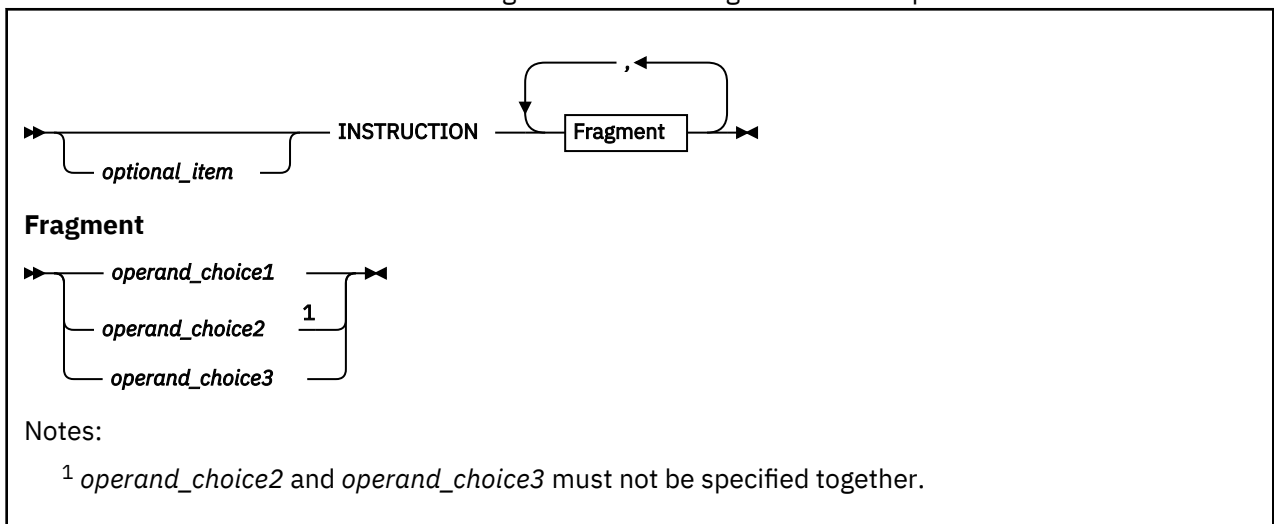 ,
INSTRUCTION Fragment
optional_item
Fragment
operand_choice1
operand_choice2 1
operand_choice3
Notes:
1 operand_choice2 and operand_choice3 must not be specified together.